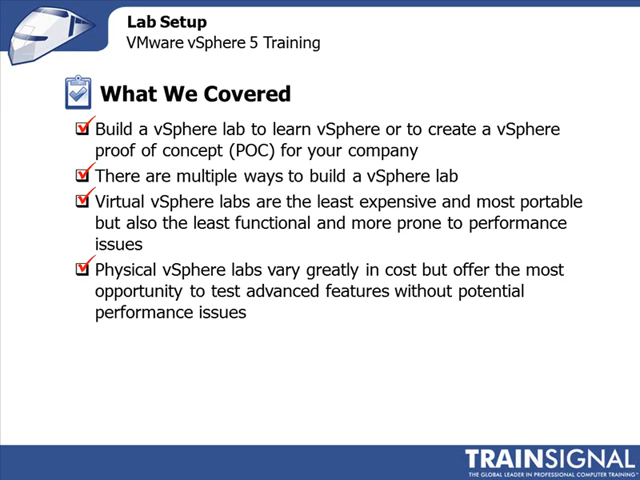 Lab Setup
VMware vSphere 5 Training
What We Covered
Build a vSphere lab to learn vSphere or to create a vSphere
proof of concept (POC) for your company
There are multiple ways to build a vSphere lab
Virtual vSphere labs are the least expensive and most portable
but also the least functional and more prone to performance
issues
Physical vSphere labs vary greatly in cost but offer the most
opportunity to test advanced features without potential
performance issues
TRAINSIGNAL
THE GLOBAL LEADER IN PROFESSIONAL COMPUTER TRAINING™